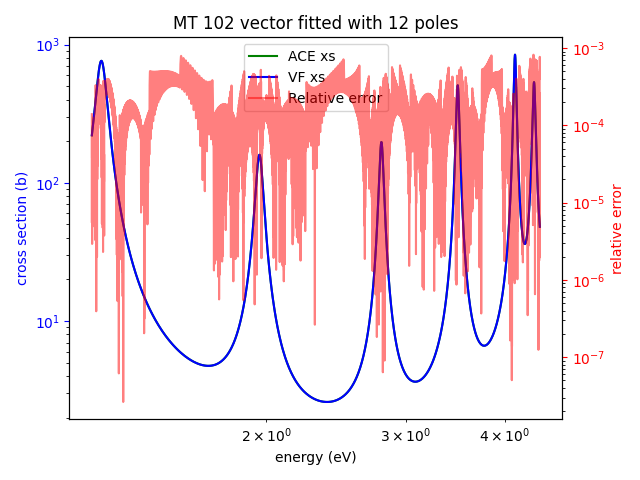 MT 102 vector fitted with 12 poles
ACE xs
VF xs
Relative error
cross section (b)
10³
10²
10¹
relative error
10⁻³
10⁻⁴
10⁻⁵
10⁻⁶
10⁻⁷
2 × 10⁰
3 × 10⁰
4 × 10⁰
energy (eV)